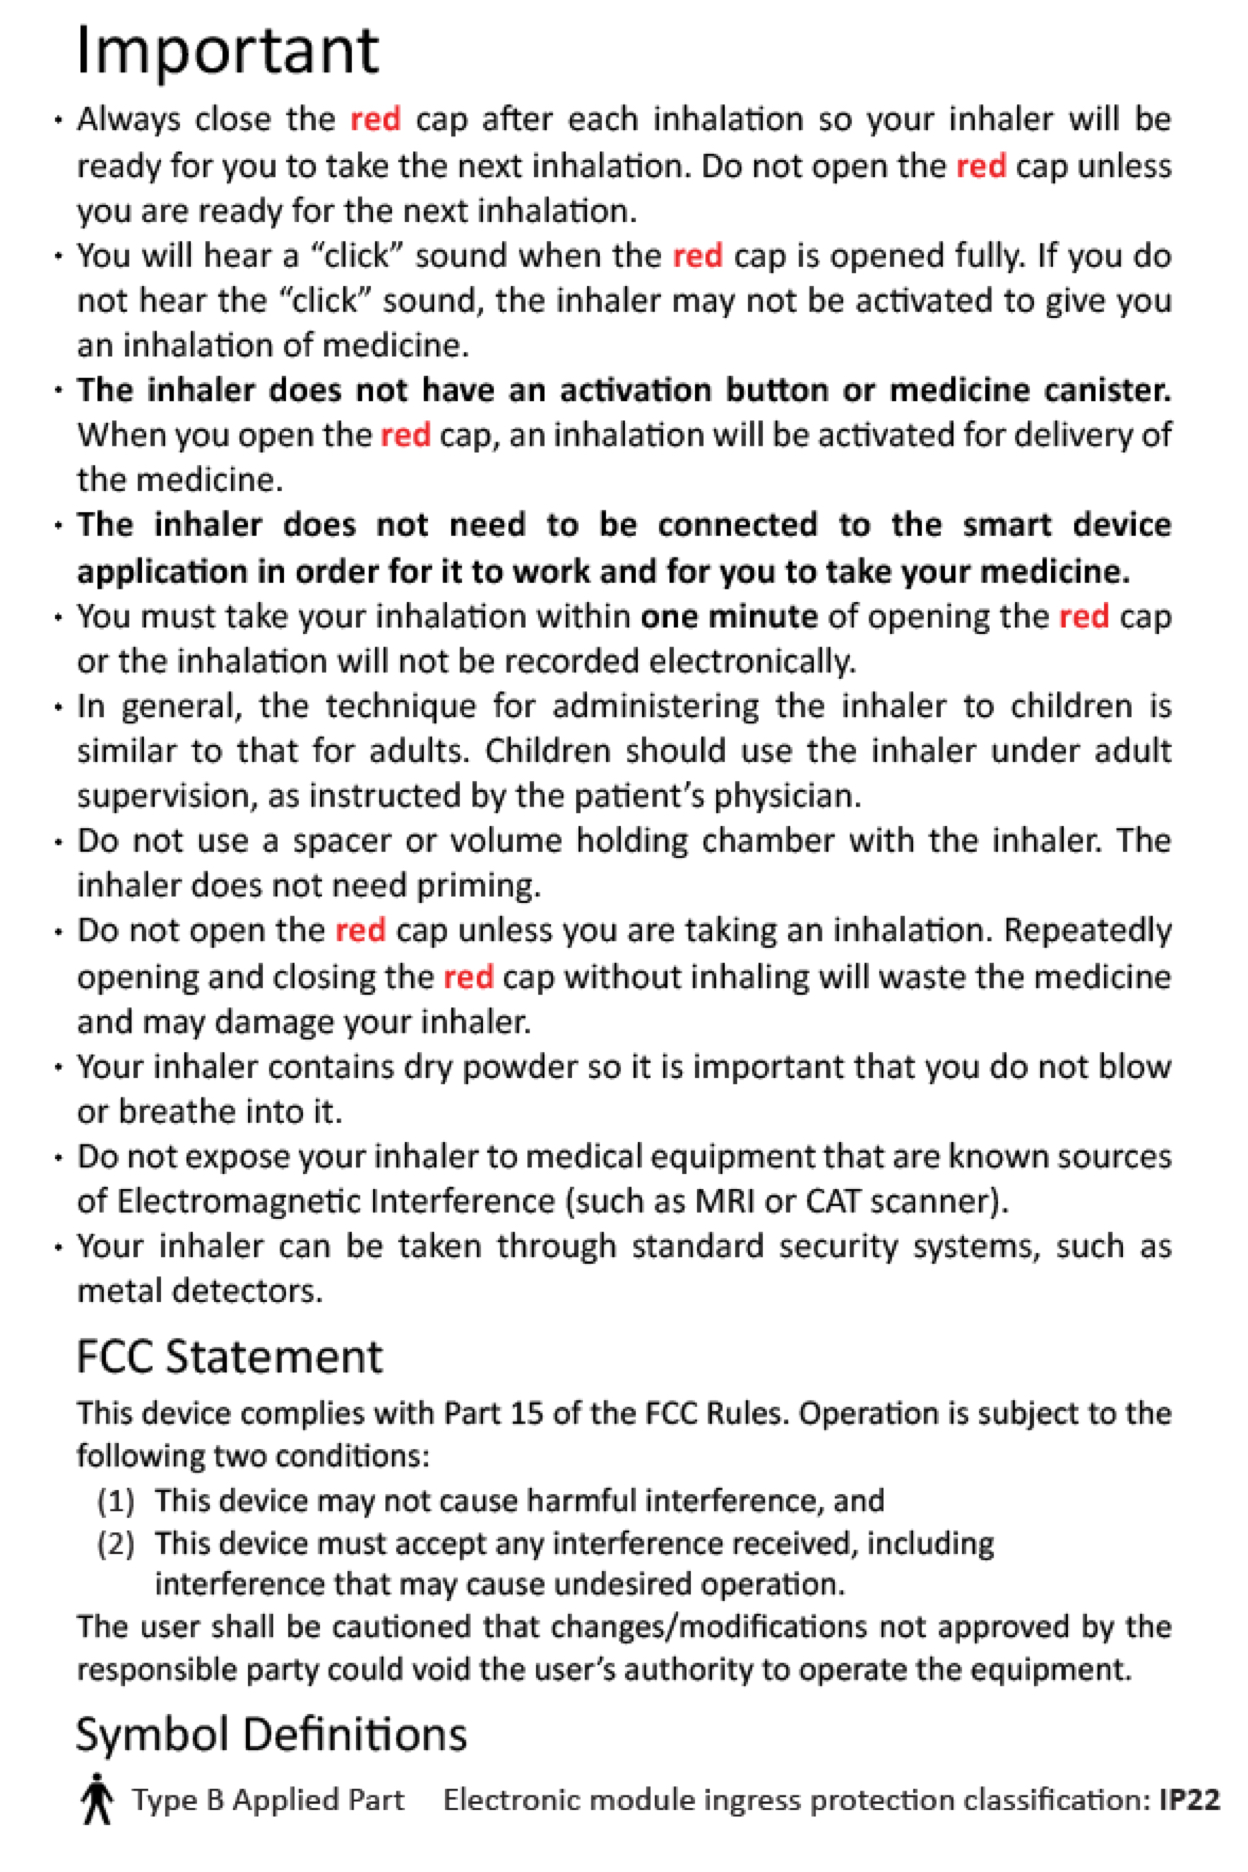 Important
· Always close the red cap after each inhalation so your inhaler will be
ready for you to take the next inhalation. Do not open the red cap unless
you are ready for the next inhalation.
· You will hear a “click” sound when the red cap is opened fully. If you do
not hear the “click” sound, the inhaler may not be activated to give you
an inhalation of medicine.
· The inhaler does not have an activation button or medicine canister.
When you open the red cap, an inhalation will be activated for delivery of
the medicine.
· The inhaler does not need to be connected to the smart device
application in order for it to work and for you to take your medicine.
· You must take your inhalation within one minute of opening the red cap
or the inhalation will not be recorded electronically.
· In general, the technique for administering the inhaler to children is
similar to that for adults. Children should use the inhaler under adult
supervision, as instructed by the patient’s physician.
· Do not use a spacer or volume holding chamber with the inhaler. The
inhaler does not need priming.
· Do not open the red cap unless you are taking an inhalation. Repeatedly
opening and closing the red cap without inhaling will waste the medicine
and may damage your inhaler.
· Your inhaler contains dry powder so it is important that you do not blow
or breathe into it.
· Do not expose your inhaler to medical equipment that are known sources
of Electromagnetic Interference (such as MRI or CAT scanner).
· Your inhaler can be taken through standard security systems, such as
metal detectors.
FCC Statement
This device complies with Part 15 of the FCC Rules. Operation is subject to the
following two conditions:
(1) This device may not cause harmful interference, and
(2) This device must accept any interference received, including
interference that may cause undesired operation.
The user shall be cautioned that changes/modifications not approved by the
responsible party could void the user’s authority to operate the equipment.
Symbol Definitions
Type B Applied Part Electronic module ingress protection classification: IP22